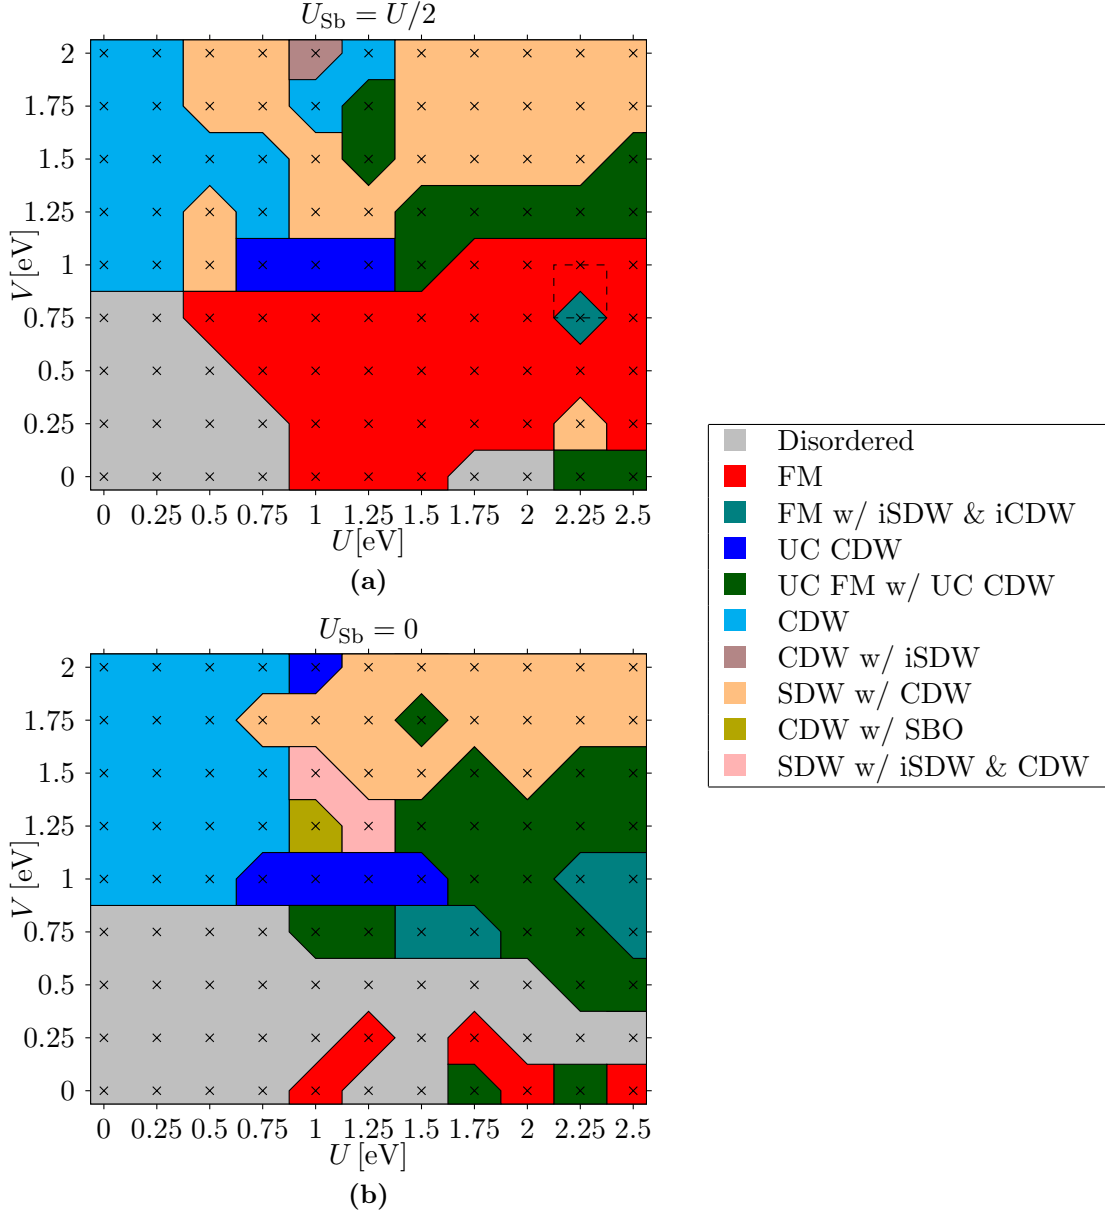 U_Sb = U/2
2
1.75
1.5
1.25
1
0.75
0.5
0.25
0
V [eV]
0 0.25 0.5 0.75 1 1.25 1.5 1.75 2 2.25 2.5
U[eV]
(a)
Disordered
FM
FM w/ iSDW & iCDW
UC CDW
UC FM w/ UC CDW
CDW
CDW w/ iSDW
SDW w/ CDW
CDW w/ SBO
SDW w/ iSDW & CDW
U_Sb = 0
2
1.75
1.5
1.25
1
0.75
0.5
0.25
0
V [eV]
0 0.25 0.5 0.75 1 1.25 1.5 1.75 2 2.25 2.5
U [eV]
(b)